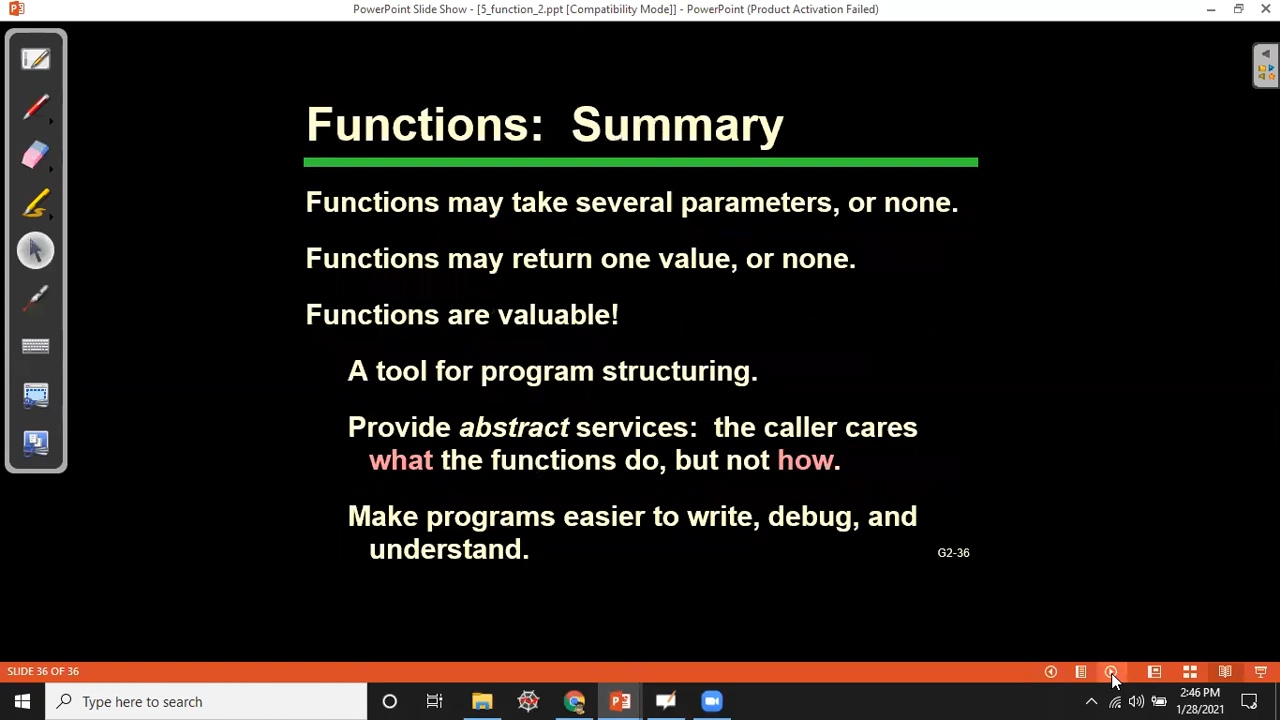 PowerPoint Slide Show - [5_function_2.ppt [Compatibility Mode]] - PowerPoint (Product Activation Failed)
Functions:  Summary
Functions may take several parameters, or none.
Functions may return one value, or none.
Functions are valuable!
A tool for program structuring.
Provide abstract services:  the caller cares
what the functions do, but not how.
Make programs easier to write, debug, and
understand.
G2-36
SLIDE 36 OF 36
Type here to search
2:46 PM
1/28/2021